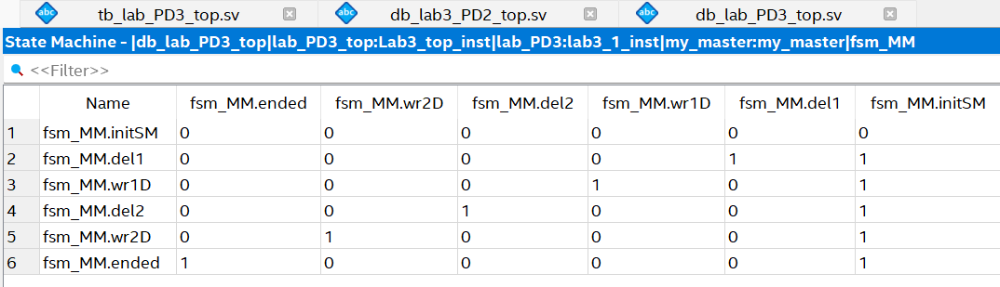 abc tb_lab_PD3_top.sv abc db_lab3_PD2_top.sv abc db_lab_PD3_top.sv
State Machine - |db_lab_PD3_top|lab_PD3_top:Lab3_top_inst|lab_PD3:lab3_1_inst|my_master:my_master|fsm_MM
<<Filter>>
Name fsm_MM.ended fsm_MM.wr2D fsm_MM.del2 fsm_MM.wr1D fsm_MM.del1 fsm_MM.initSM
1 fsm_MM.initSM 0 0 0 0 0 0
2 fsm_MM.del1 0 0 0 0 1 1
3 fsm_MM.wr1D 0 0 0 1 0 1
4 fsm_MM.del2 0 0 1 0 0 1
5 fsm_MM.wr2D 0 1 0 0 0 1
6 fsm_MM.ended 1 0 0 0 0 1